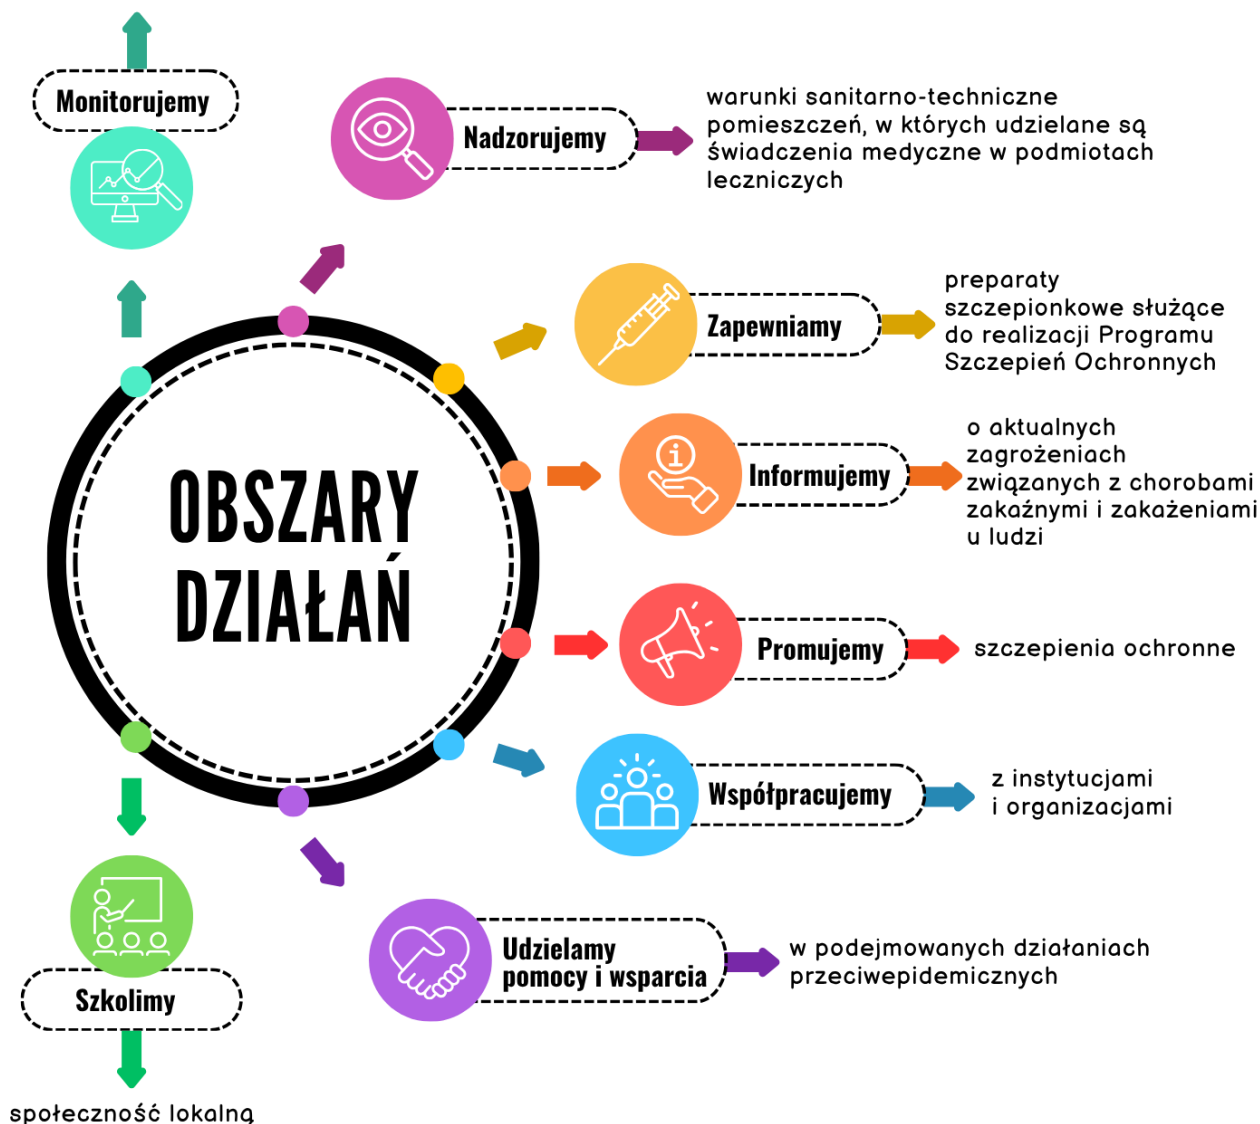 Monitorujemy
Nadzorujemy
warunki sanitarno-techniczne
pomieszczeń, w których udzielane są
świadczenia medyczne w podmiotach
leczniczych
Zapewniamy
preparaty
szczepionkowe służące
do realizacji Programu
Szczepień Ochronnych
Informujemy
o aktualnych
zagrożeniach
związanych z chorobami
zakaźnymi i zakażeniami
u ludzi
OBSZARY
DZIAŁAŃ
Promujemy
szczepienia ochronne
Współpracujemy
z instytucjami
i organizacjami
Udzielamy
pomocy i wsparcia
w podejmowanych działaniach
przeciwepidemicznych
Szkolimy
społeczność lokalną